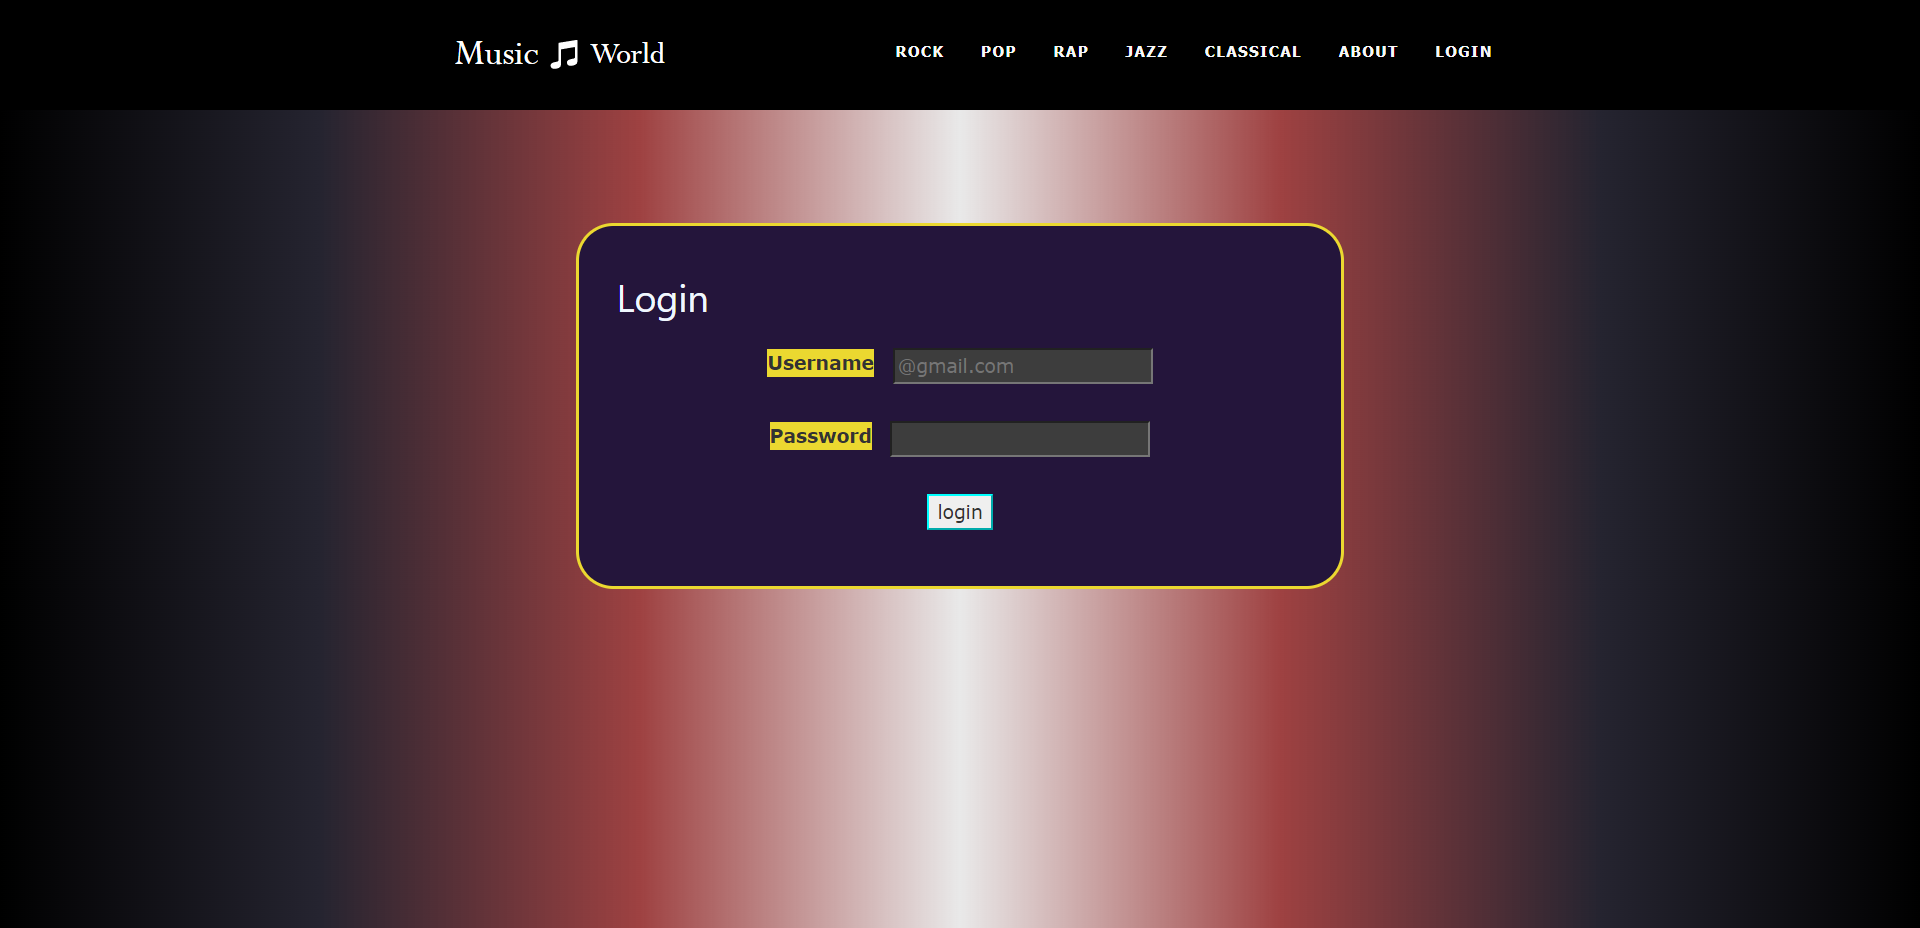 Music World ROCK POP RAP JAZZ CLASSICAL ABOUT LOGIN
Login
Username @gmail.com
Password
login